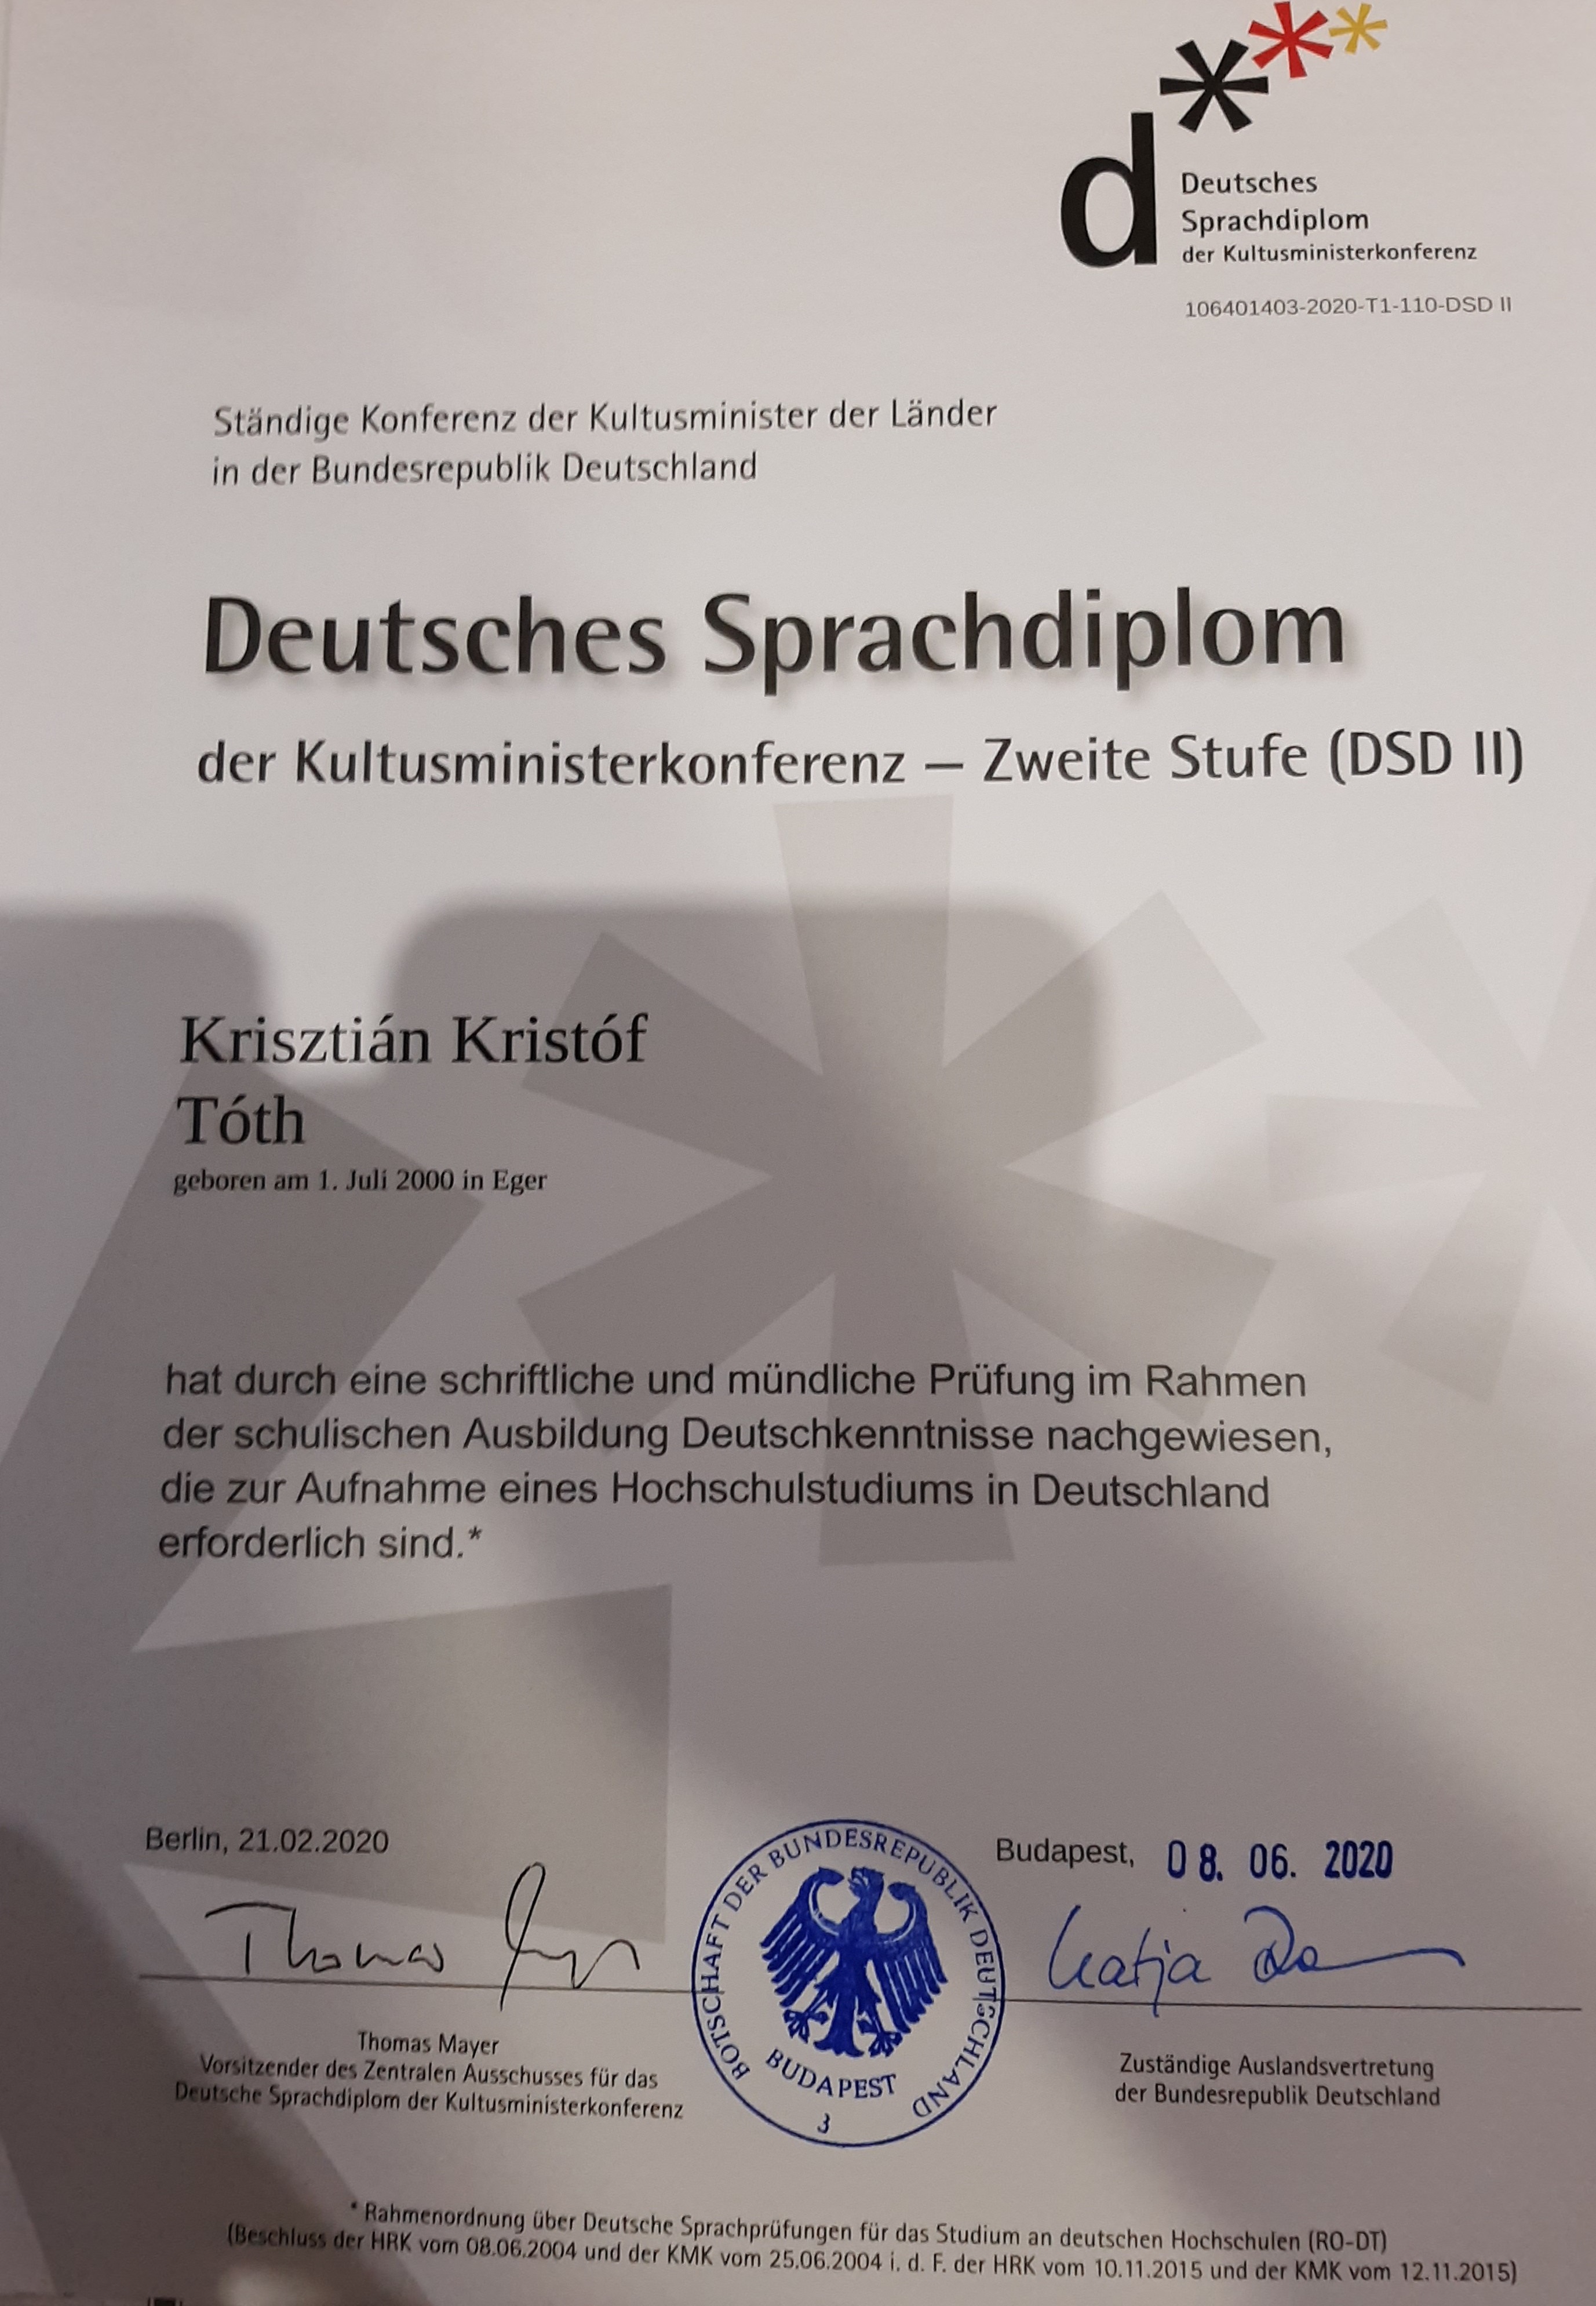 Deutsches
Sprachdiplom
der Kultusministerkonferenz
106401403-2020-T1-110-DSD II
Ständige Konferenz der Kultusminister der Länder
in der Bundesrepublik Deutschland
Deutsches Sprachdiplom
der Kultusministerkonferenz – Zweite Stufe (DSD II)
Krisztián Kristóf
Tóth
geboren am 1. Juli 2000 in Eger
hat durch eine schriftliche und mündliche Prüfung im Rahmen
der schulischen Ausbildung Deutschkenntnisse nachgewiesen,
die zur Aufnahme eines Hochschulstudiums in Deutschland
erforderlich sind.*
Berlin, 21.02.2020
Thomas
Thomas Mayer
Vorsitzender des Zentralen Ausschusses für das
Deutsche Sprachdiplom der Kultusministerkonferenz
BOTSCHAFT DER BUNDESREPUBLIK DEUTSCHLAND
BUDAPEST
3
Budapest, 08. 06. 2020
Katja
Zuständige Auslandsvertretung
der Bundesrepublik Deutschland
* Rahmenordnung über Deutsche Sprachprüfungen für das Studium an deutschen Hochschulen (RO-DT)
(Beschluss der HRK vom 08.06.2004 und der KMK vom 25.06.2004 i. d. F. der HRK vom 10.11.2015 und der KMK vom 12.11.2015)